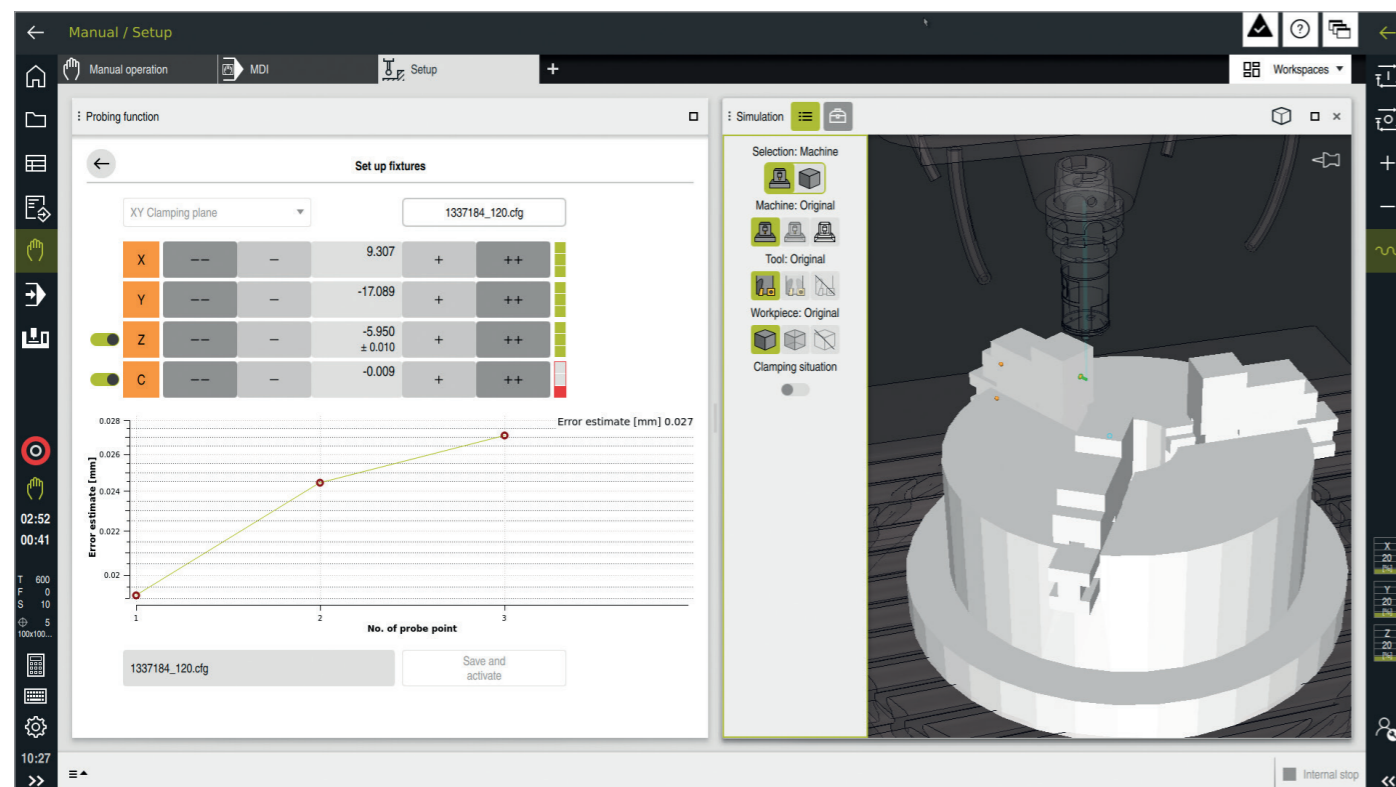 Manual / Setup
Manual operation
MDI
Setup
+
Workspaces
Probing function
Set up fixtures
XY Clamping plane
1337184_120.cfg
X -- - 9.307 + ++
Y -- - -17.089 + ++
Z -- - -5.950 + ++
± 0.010
C -- - -0.009 + ++
Error estimate [mm] 0.027
0.028
0.026
0.024
0.022
0.02
Error estimate [mm]
1 2 3
No. of probe point
1337184_120.cfg
Save and
activate
Simulation
Selection: Machine
Machine: Original
Tool: Original
Workpiece: Original
Clamping situation
02:52
00:41
T 600
F 0
S 10
5
100x100...
10:27
Internal stop
X
20
Y
20
Z
20